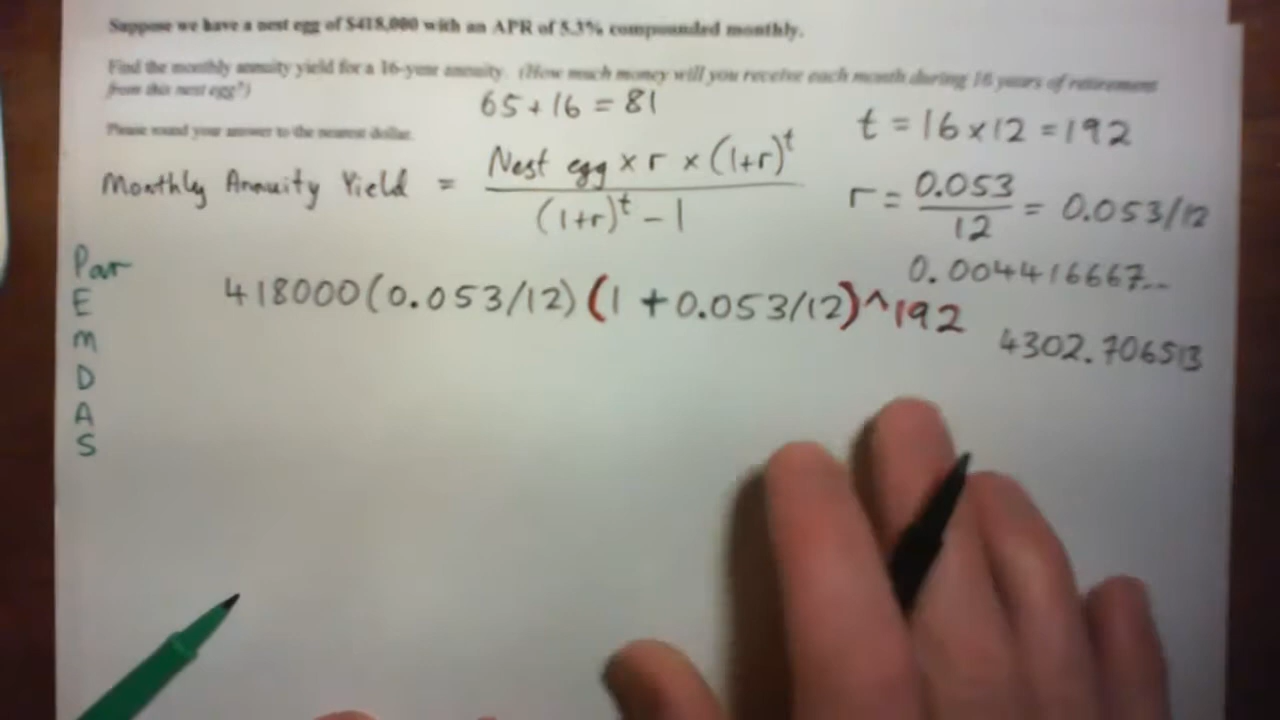 Suppose we have a nest egg of $418,000 with an APR of 5.3% compounded monthly.
Find the monthly annuity yield for a 16-year annuity. (How much money will you receive each month during 16 years of retirement
from this nest egg?)
65 + 16 = 81
Please round your answer to the nearest dollar.
t = 16 x 12 = 192
Monthly Annuity Yield = Nest egg x r x (1+r)^t
(1+r)^t - 1
r = 0.053
12
= 0.053/12
0.004416667...
Par
E
M
D
A
S
418000(0.053/12)(1 + 0.053/12)^192
4302.706513